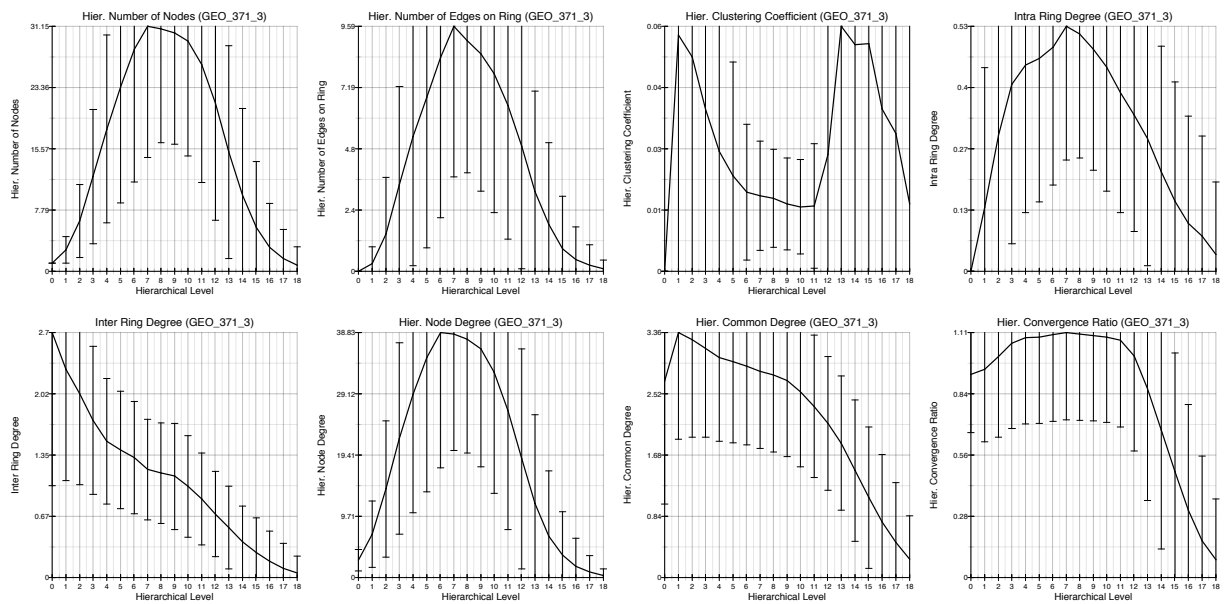 Hier. Number of Nodes (GEO_371_3)
31.15
23.36
15.57
7.79
0
Hier. Number of Nodes
0 1 2 3 4 5 6 7 8 9 10 11 12 13 14 15 16 17 18
Hierarchical Level
Hier. Number of Edges on Ring (GEO_371_3)
9.59
7.19
4.8
2.4
0
Hier. Number of Edges on Ring
0 1 2 3 4 5 6 7 8 9 10 11 12 13 14 15 16 17 18
Hierarchical Level
Hier. Clustering Coefficient (GEO_371_3)
0.06
0.04
0.03
0.01
0
Hier. Clustering Coefficient
0 1 2 3 4 5 6 7 8 9 10 11 12 13 14 15 16 17 18
Hierarchical Level
Intra Ring Degree (GEO_371_3)
0.53
0.4
0.27
0.13
0
Intra Ring Degree
0 1 2 3 4 5 6 7 8 9 10 11 12 13 14 15 16 17 18
Hierarchical Level
Inter Ring Degree (GEO_371_3)
2.7
2.02
1.35
0.67
0
Inter Ring Degree
0 1 2 3 4 5 6 7 8 9 10 11 12 13 14 15 16 17 18
Hierarchical Level
Hier. Node Degree (GEO_371_3)
38.83
29.12
19.41
9.71
0
Hier. Node Degree
0 1 2 3 4 5 6 7 8 9 10 11 12 13 14 15 16 17 18
Hierarchical Level
Hier. Common Degree (GEO_371_3)
3.36
2.52
1.68
0.84
0
Hier. Common Degree
0 1 2 3 4 5 6 7 8 9 10 11 12 13 14 15 16 17 18
Hierarchical Level
Hier. Convergence Ratio (GEO_371_3)
1.11
0.84
0.56
0.28
0
Hier. Convergence Ratio
0 1 2 3 4 5 6 7 8 9 10 11 12 13 14 15 16 17 18
Hierarchical Level